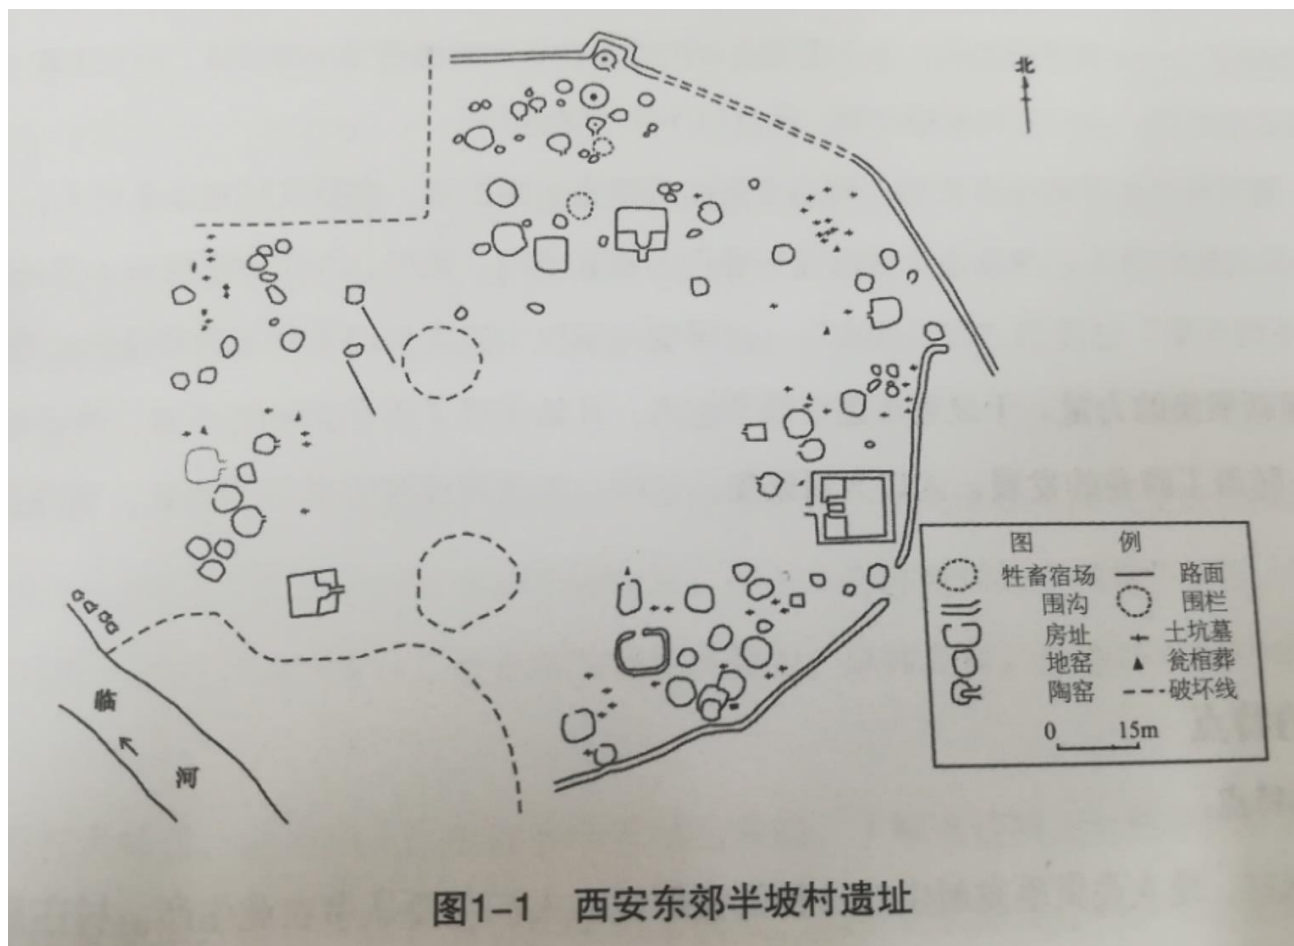 北
图 例
牲畜宿场 路面
围沟 围栏
房址 土坑墓
地窑 瓮棺葬
陶窑 破坏线
0 15m
临
河
图1-1 西安东郊半坡村遗址